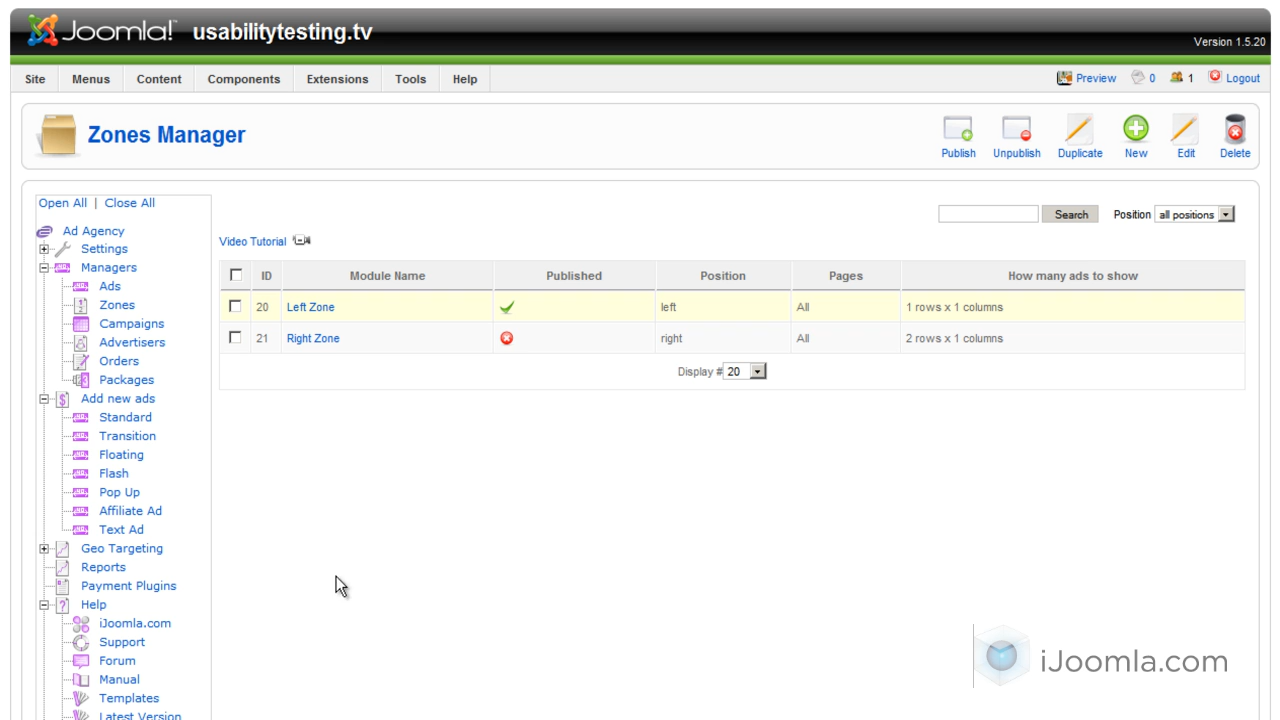 Joomla! usabilitytesting.tv
Version 1.5.20
Site Menus Content Components Extensions Tools Help Preview 0 1 Logout
Zones Manager
Publish Unpublish Duplicate New Edit Delete
Open All | Close All
Search Position all positions
Ad Agency
Settings
Managers
Ads
Zones
Campaigns
Advertisers
Orders
Packages
Add new ads
Standard
Transition
Floating
Flash
Pop Up
Affiliate Ad
Text Ad
Geo Targeting
Reports
Payment Plugins
Help
iJoomla.com
Support
Forum
Manual
Templates
Latest Version
Video Tutorial
ID Module Name Published Position Pages How many ads to show
20 Left Zone left All 1 rows x 1 columns
21 Right Zone right All 2 rows x 1 columns
Display # 20
iJoomla.com